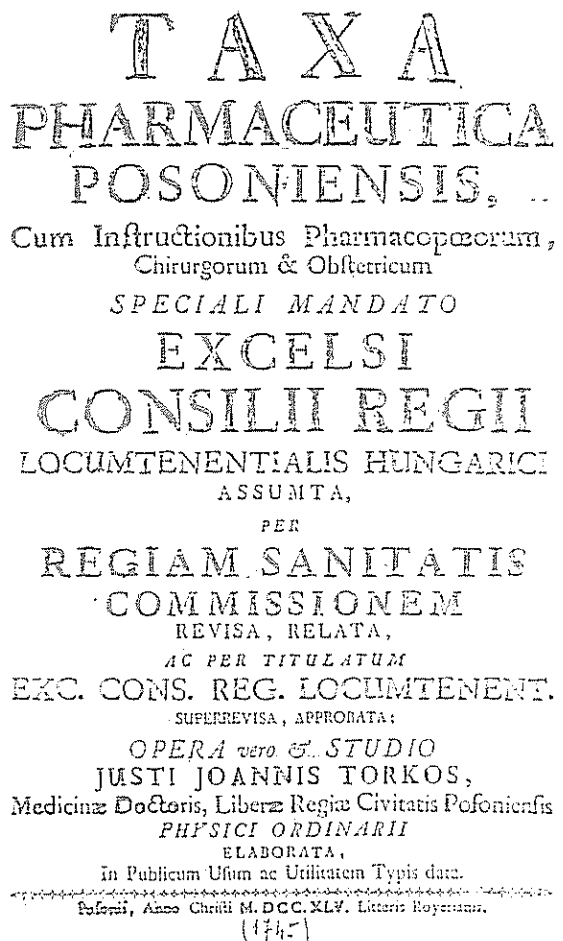 TAXA
PHARMACEUTICA
POSONIENSIS,
Cum Inſtructionibus Pharmacopœorum,
Chirurgorum & Obſtetricum
SPECIALI MANDATO
EXCELSI
CONSILII REGII
LOCUMTENENTIALIS HUNGARICI
ASSUMTA,
PER
REGIAM SANITATIS
COMMISSIONEM
REVISA, RELATA,
AC PER TITULATUM
EXC. CONS. REG. LOCUMTENENT.
SUPERREVISA, APPROBATA;
OPERA vero & STUDIO
JUSTI JOANNIS TORKOS,
Medicinæ Doctoris, Liberæ Regiæ Civitatis Poſonienſis
PHYSICI ORDINARII
ELABORATA,
In Publicum Uſum ac Utilitatem Typis data.
Poſonii, Anno Chriſti M. DCC. XLV. Litteris Royerianis.
(1745)